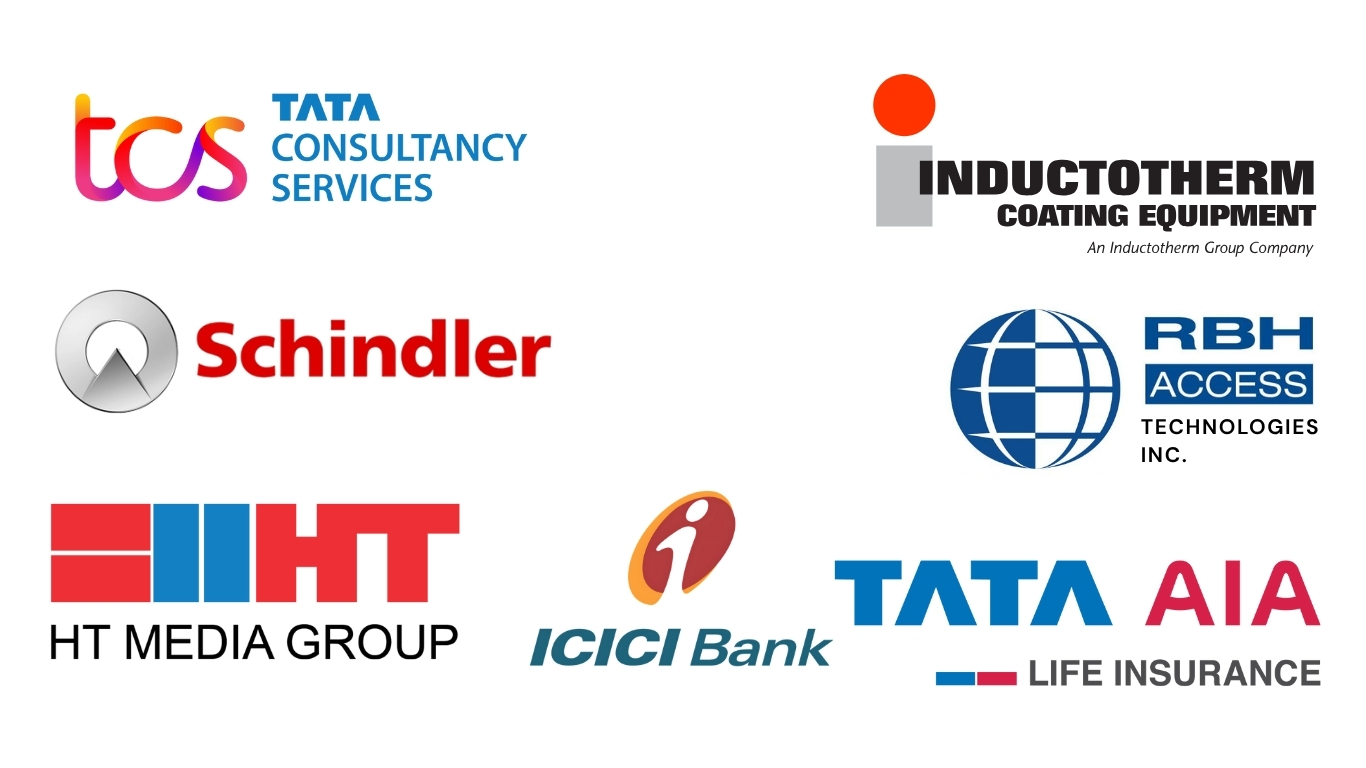 tcs
TATA
CONSULTANCY
SERVICES
INDUCTOTHERM
COATING EQUIPMENT
An Inductotherm Group Company
Schindler
RBH
ACCESS
TECHNOLOGIES
INC.
HT
HT MEDIA GROUP
i
ICICI Bank
TATA AIA
LIFE INSURANCE